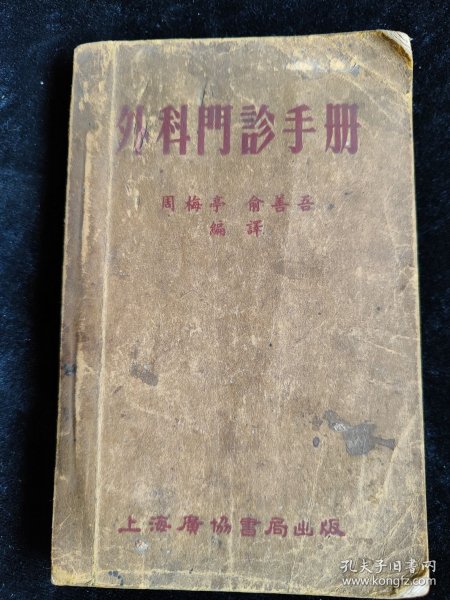 外科門診手册
周梅亭 俞善吾
編譯
上海廣協書局出版
孔夫子旧书网
www.kongfz.com